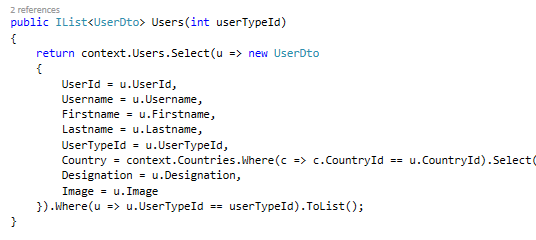 2 references
public IList<UserDto> Users(int userTypeId)
{
return context.Users.Select(u => new UserDto
{
UserId = u.UserId,
Username = u.Username,
Firstname = u.Firstname,
Lastname = u.Lastname,
UserTypeId = u.UserTypeId,
Country = context.Countries.Where(c => c.CountryId == u.CountryId).Select(
Designation = u.Designation,
Image = u.Image
}).Where(u => u.UserTypeId == userTypeId).ToList();
}